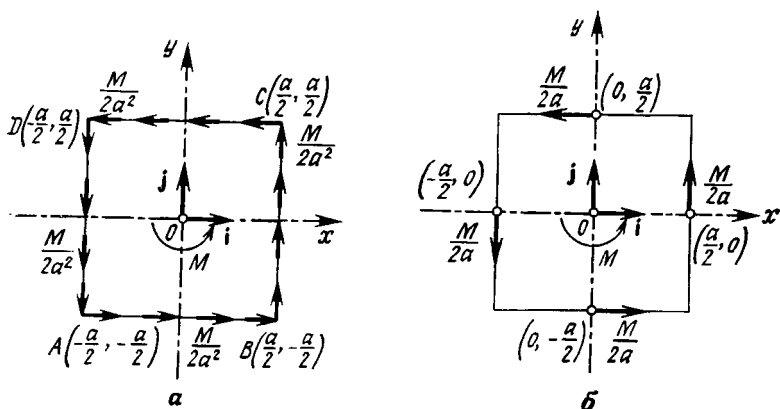 y
M/2a²
C(a/2, a/2)
D(-a/2, a/2)
M/2a²
j
0
i
x
M
M/2a²
A(-a/2, -a/2)
M/2a²
B(a/2, -a/2)
а
y
M/2a
(0, a/2)
j
(-a/2, 0)
M/2a
0
i
x
M/2a
M
(a/2, 0)
(0, -a/2)
M/2a
б